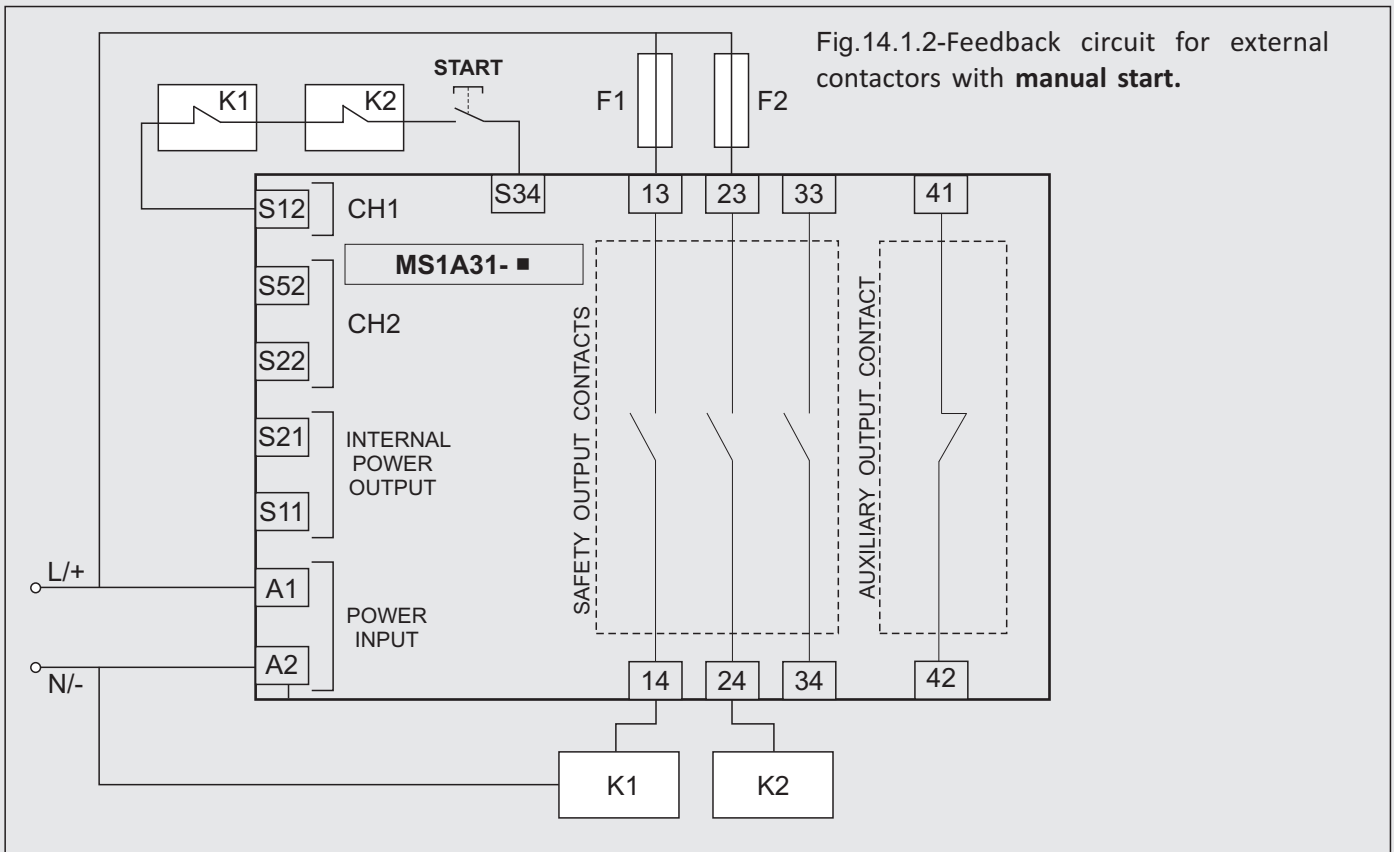 Fig.14.1.2-Feedback circuit for external
contactors with manual start.
START
K1
K2
F1
F2
S34
13
23
33
41
S12
CH1
MS1A31- ■
S52
CH2
S22
S21
INTERNAL
POWER
OUTPUT
S11
SAFETY OUTPUT CONTACTS
AUXILIARY OUTPUT CONTACT
L/+
A1
POWER
INPUT
A2
N/-
14
24
34
42
K1
K2